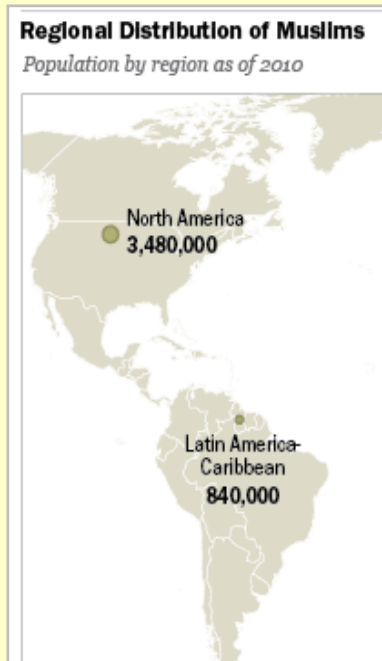 Regional Distribution of Muslims
Population by region as of 2010
North America
3,480,000
Latin America-
Caribbean
840,000